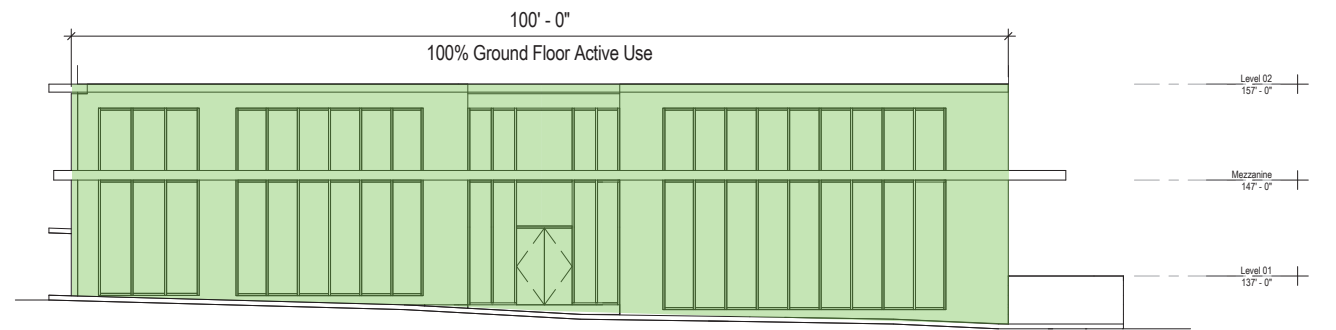 100' - 0"
100% Ground Floor Active Use
Level 02
157' - 0"
Mezzanine
147' - 0"
Level 01
137' - 0"